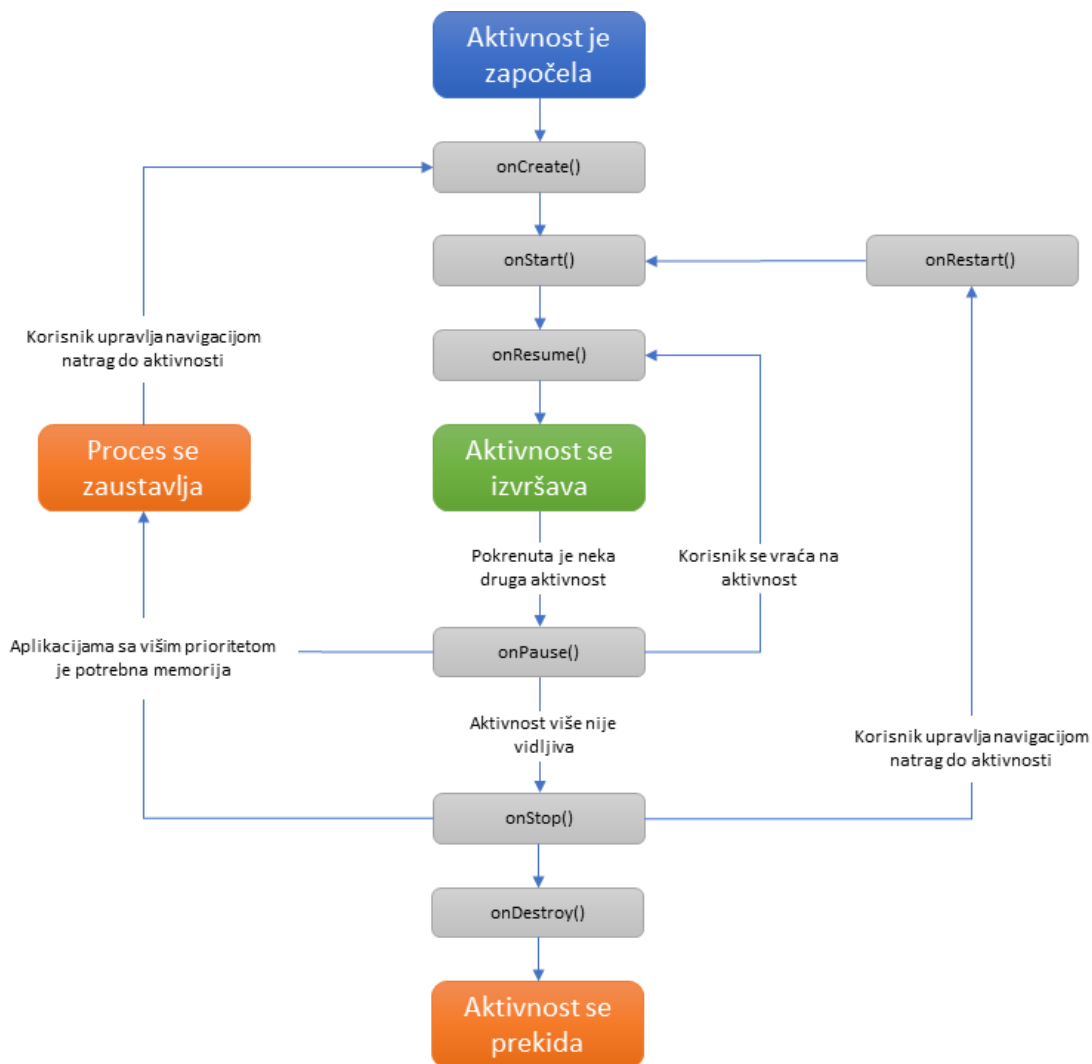 Aktivnost je
započela
onCreate()
onStart()
onRestart()
Korisnik upravlja navigacijom
natrag do aktivnosti
onResume()
Proces se
zaustavlja
Aktivnost se
izvršava
Pokrenuta je neka
druga aktivnost
Korisnik se vraća na
aktivnost
Aplikacijama sa višim prioritetom
je potrebna memorija
onPause()
Aktivnost više nije
vidljiva
Korisnik upravlja navigacijom
natrag do aktivnosti
onStop()
onDestroy()
Aktivnost se
prekida